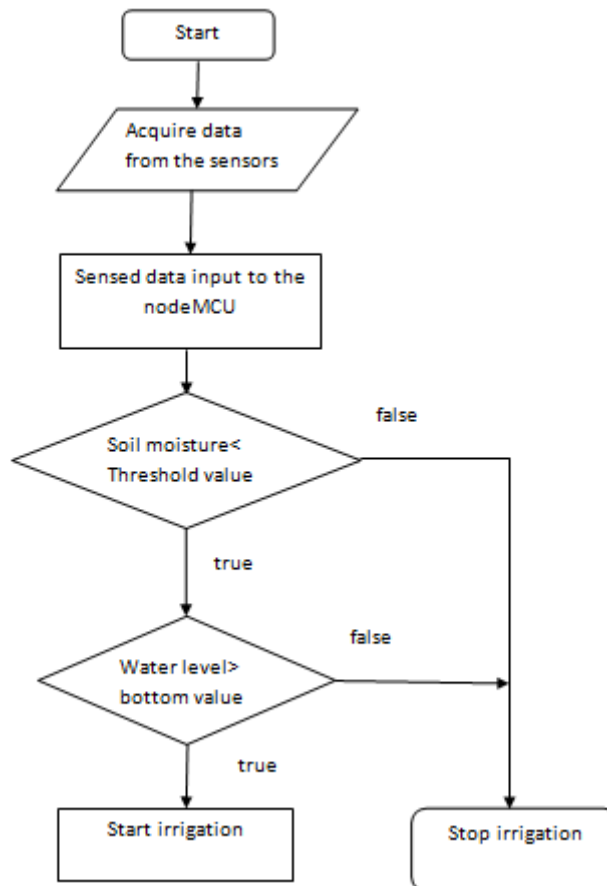 Start
Acquire data
from the sensors
Sensed data input to the
nodeMCU
false
Soil moisture<
Threshold value
true
false
Water level>
bottom value
true
Start irrigation
Stop irrigation